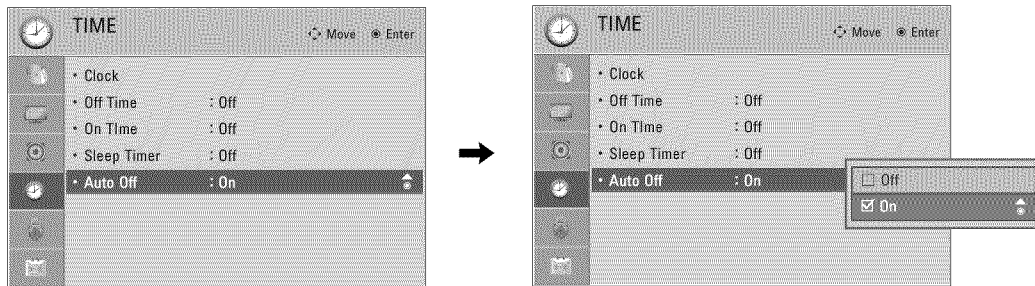 TIME
Move Enter
• Clock
• Off Time : Off
• On TIme : Off
• Sleep Timer : Off
• Auto Off : On
TIME
Move Enter
• Clock
• Off Time : Off
• On TIme : Off
• Sleep Timer : Off
• Auto Off : On
Off
On